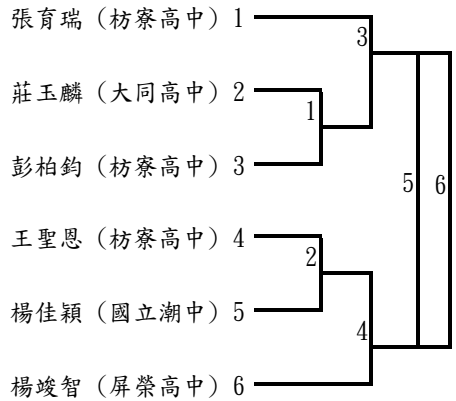 張育瑞（枋寮高中）1
3
莊玉麟（大同高中）2
1
彭柏鈞（枋寮高中）3
5 6
王聖恩（枋寮高中）4
2
楊佳穎（國立潮中）5
4
楊竣智（屏榮高中）6